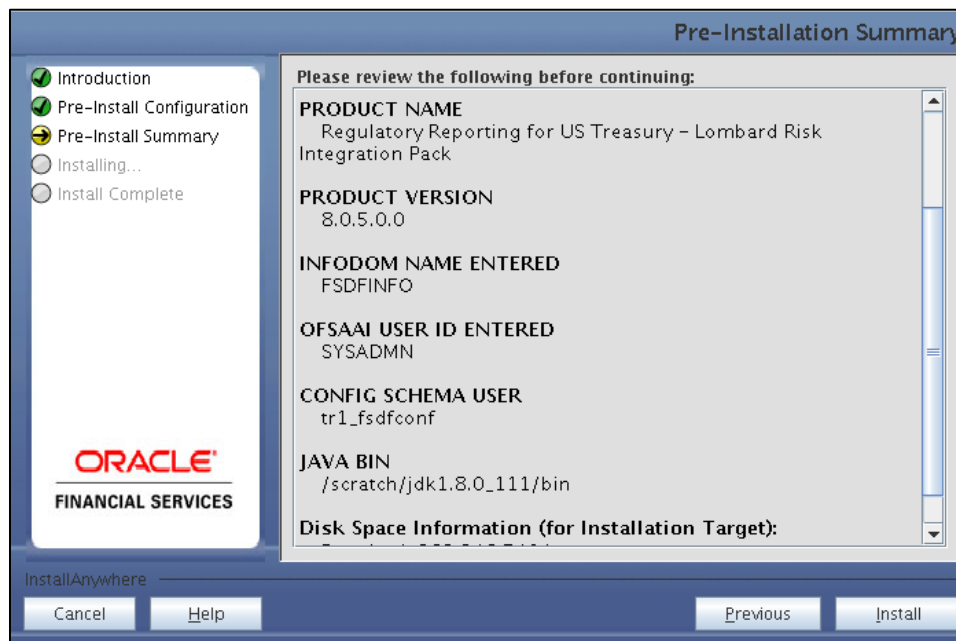 Pre-Installation Summary
Introduction
Pre-Install Configuration
Pre-Install Summary
Installing...
Install Complete
ORACLE
FINANCIAL SERVICES
Please review the following before continuing:
PRODUCT NAME
Regulatory Reporting for US Treasury - Lombard Risk
Integration Pack
PRODUCT VERSION
8.0.5.0.0
INFODOM NAME ENTERED
FSDFINFO
OFSAAI USER ID ENTERED
SYSADMN
CONFIG SCHEMA USER
tr1_fsdfconf
JAVA BIN
/scratch/jdk1.8.0_111/bin
Disk Space Information (for Installation Target):
InstallAnywhere
Cancel
Help
Previous
Install